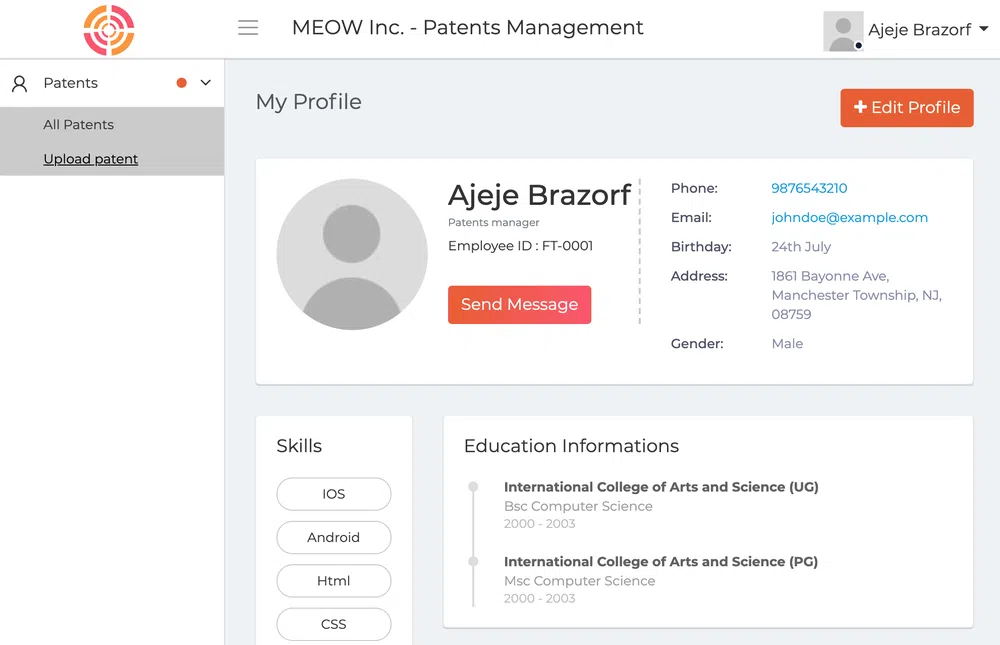 MEOW Inc. - Patents Management
Ajeje Brazorf
Patents
All Patents
Upload patent
My Profile
Edit Profile
Ajeje Brazorf
Patents manager
Employee ID : FT-0001
Send Message
Phone: 9876543210
Email: johndoe@example.com
Birthday: 24th July
Address: 1861 Bayonne Ave,
Manchester Township, NJ,
08759
Gender: Male
Skills
IOS
Android
Html
CSS
Education Informations
International College of Arts and Science (UG)
Bsc Computer Science
2000 - 2003
International College of Arts and Science (PG)
Msc Computer Science
2000 - 2003